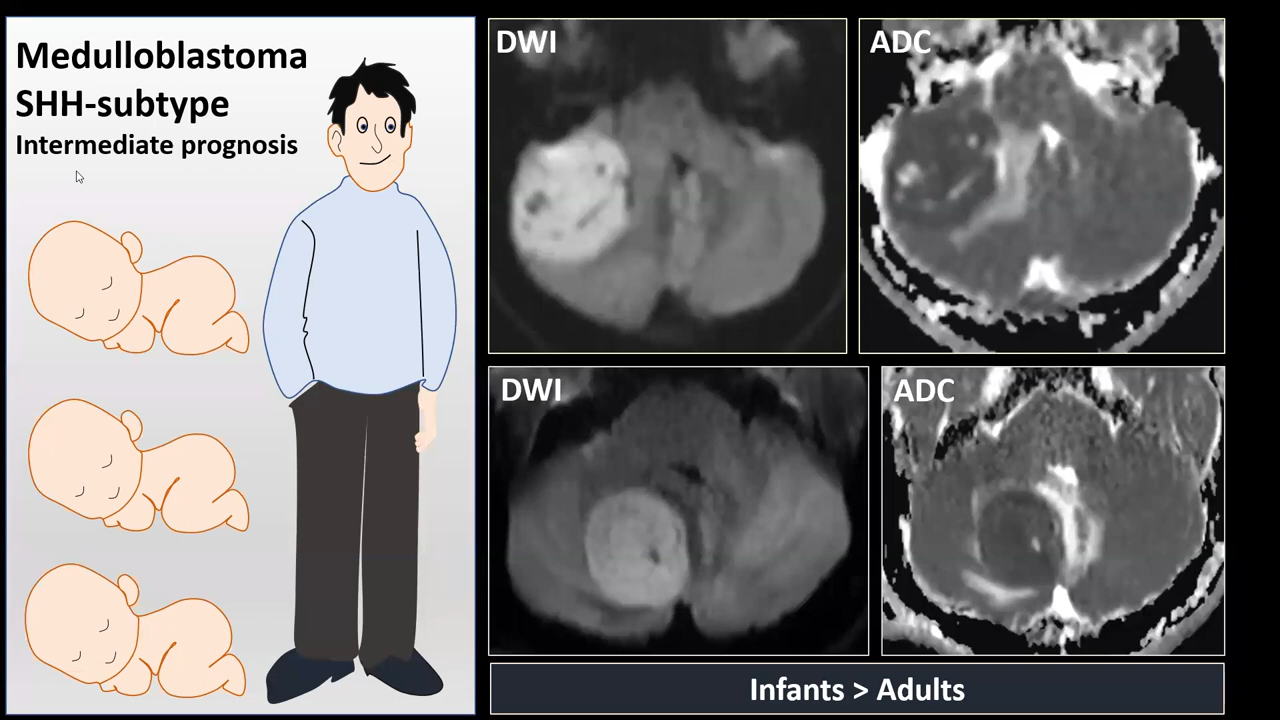 Medulloblastoma
SHH-subtype
Intermediate prognosis
DWI
ADC
DWI
ADC
Infants > Adults